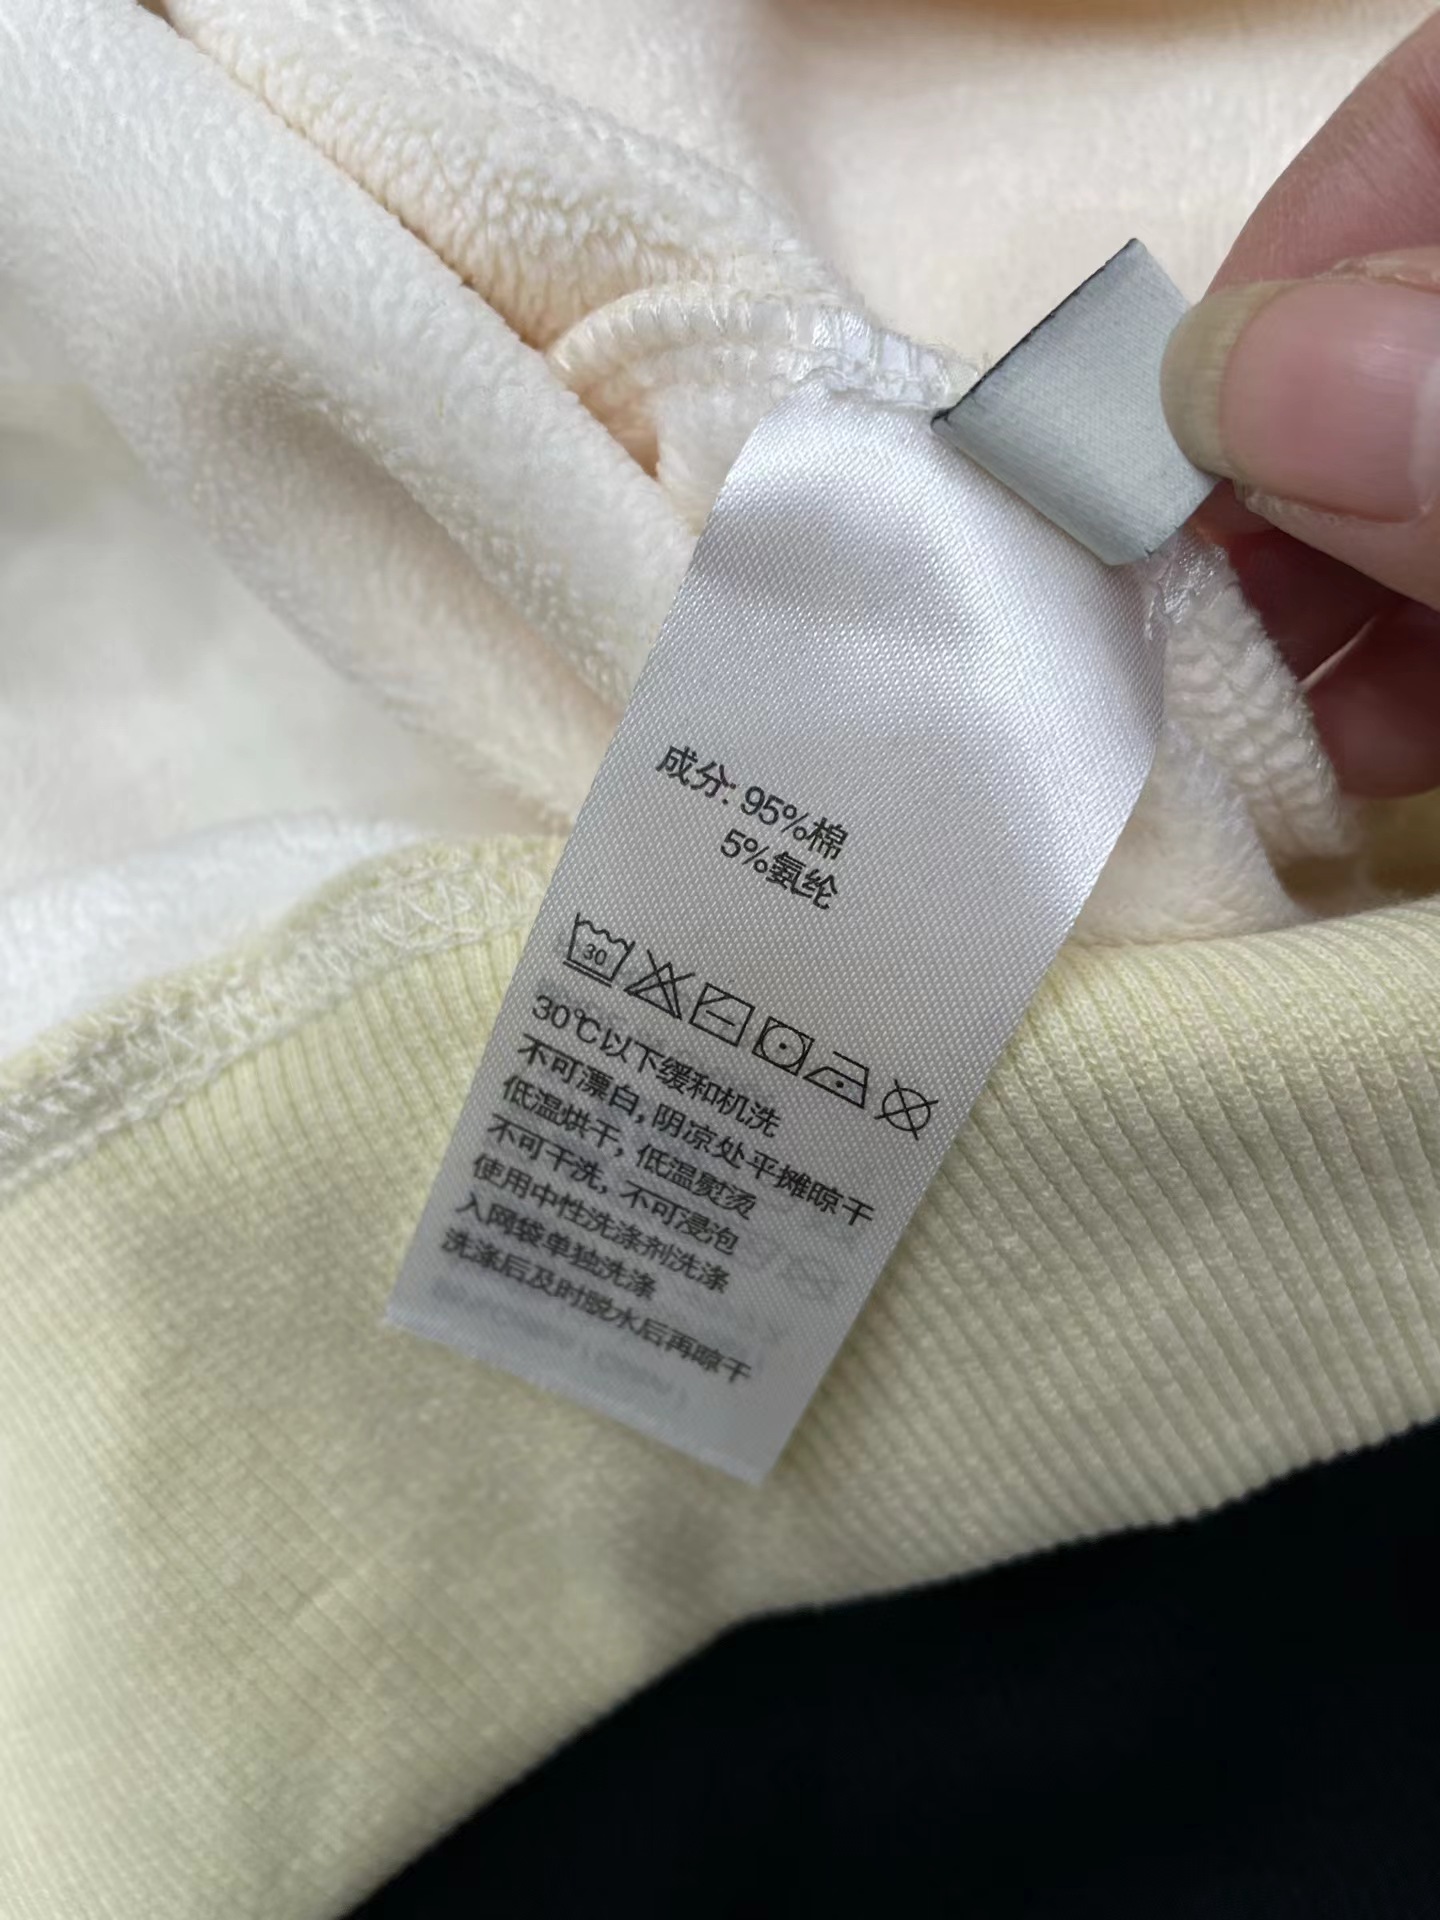 成分: 95%棉
5%氨纶
30
30℃以下缓和机洗
不可漂白, 阴凉处平摊晾干
低温烘干, 低温熨烫
不可干洗, 不可浸泡
使用中性洗涤剂洗涤
入网袋单独洗涤
洗涤后及时脱水后再晾干